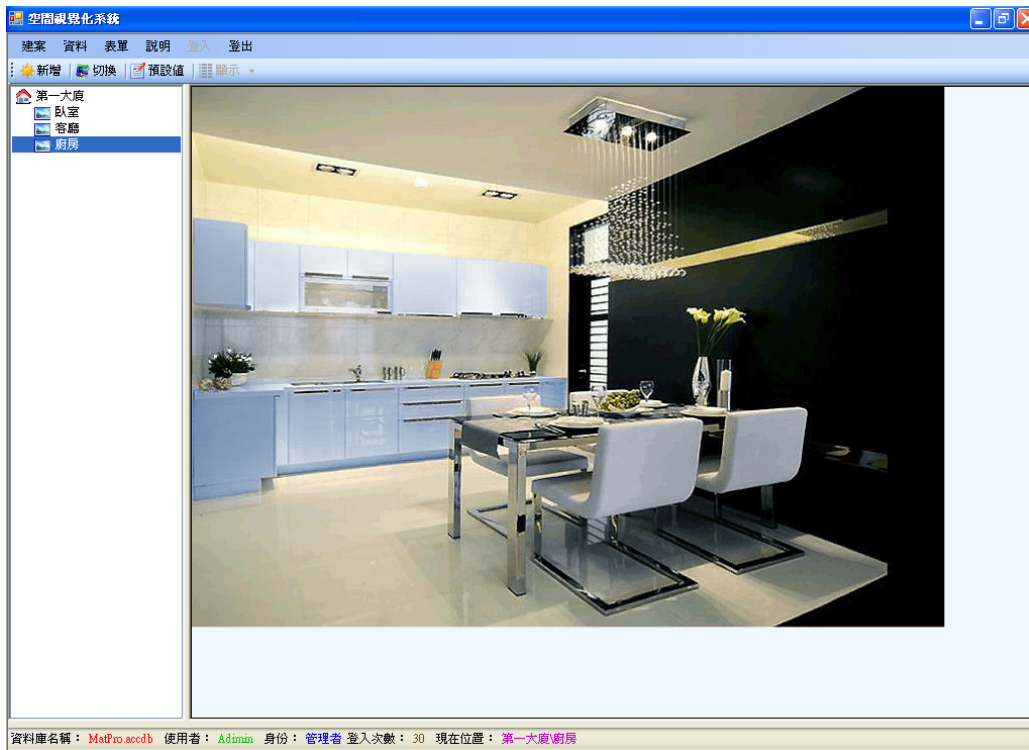 空間視覺化系統
建案 資料 表單 說明 登入 登出
新增 切換 預設值 顯示
第一大廈
臥室
客廳
廚房
資料庫名稱： MatPro.accdb 使用者： Adimin 身份： 管理者 登入次數： 30 現在位置： 第一大廈\廚房